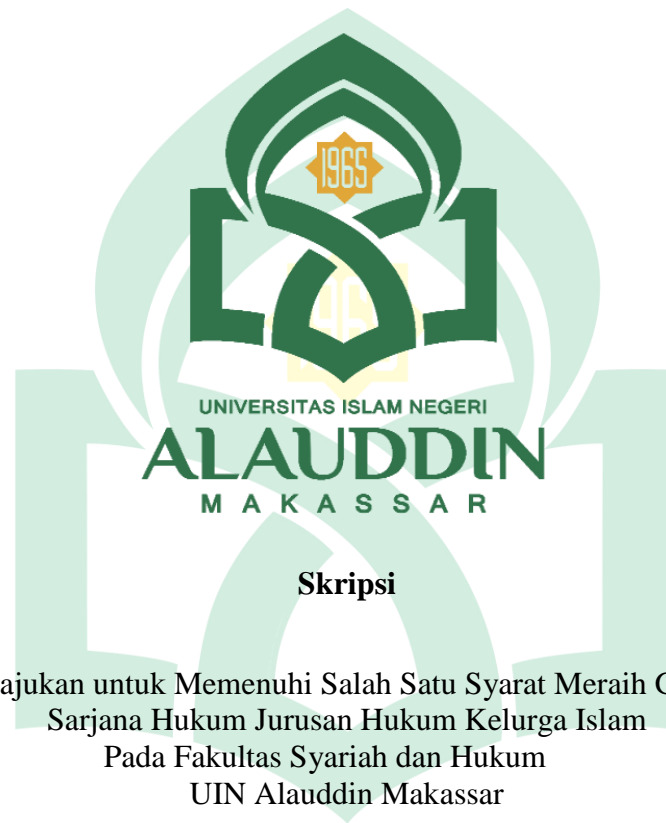 1965
UNIVERSITAS ISLAM NEGERI
ALAUDDIN
MAKASSAR
Skripsi
ajukan untuk Memenuhi Salah Satu Syarat Meraih
Sarjana Hukum Jurusan Hukum Kelurga Islam
Pada Fakultas Syariah dan Hukum
UIN Alauddin Makassar